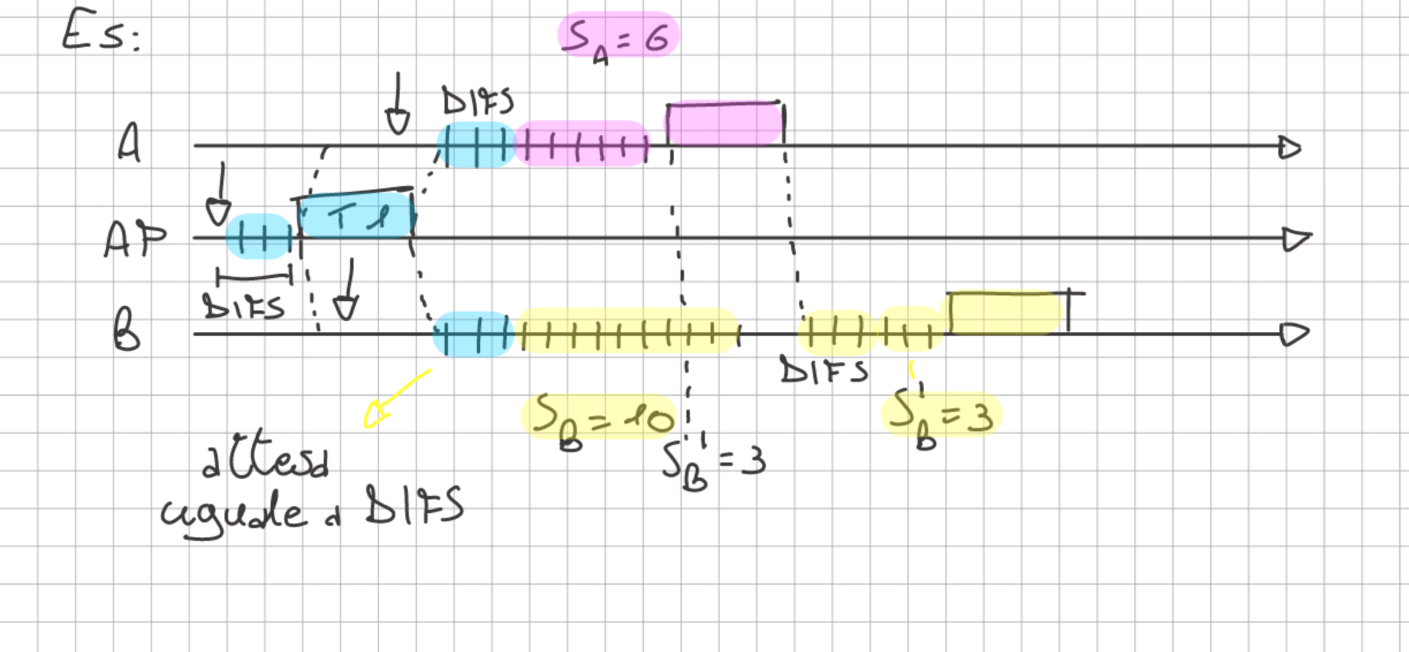 Es:
S_A = 6
DIFS
A
AP
T1
DIFS
B
DIFS
S_B = 10
S_B' = 3
S_B' = 3
attesa
uguale a DIFS